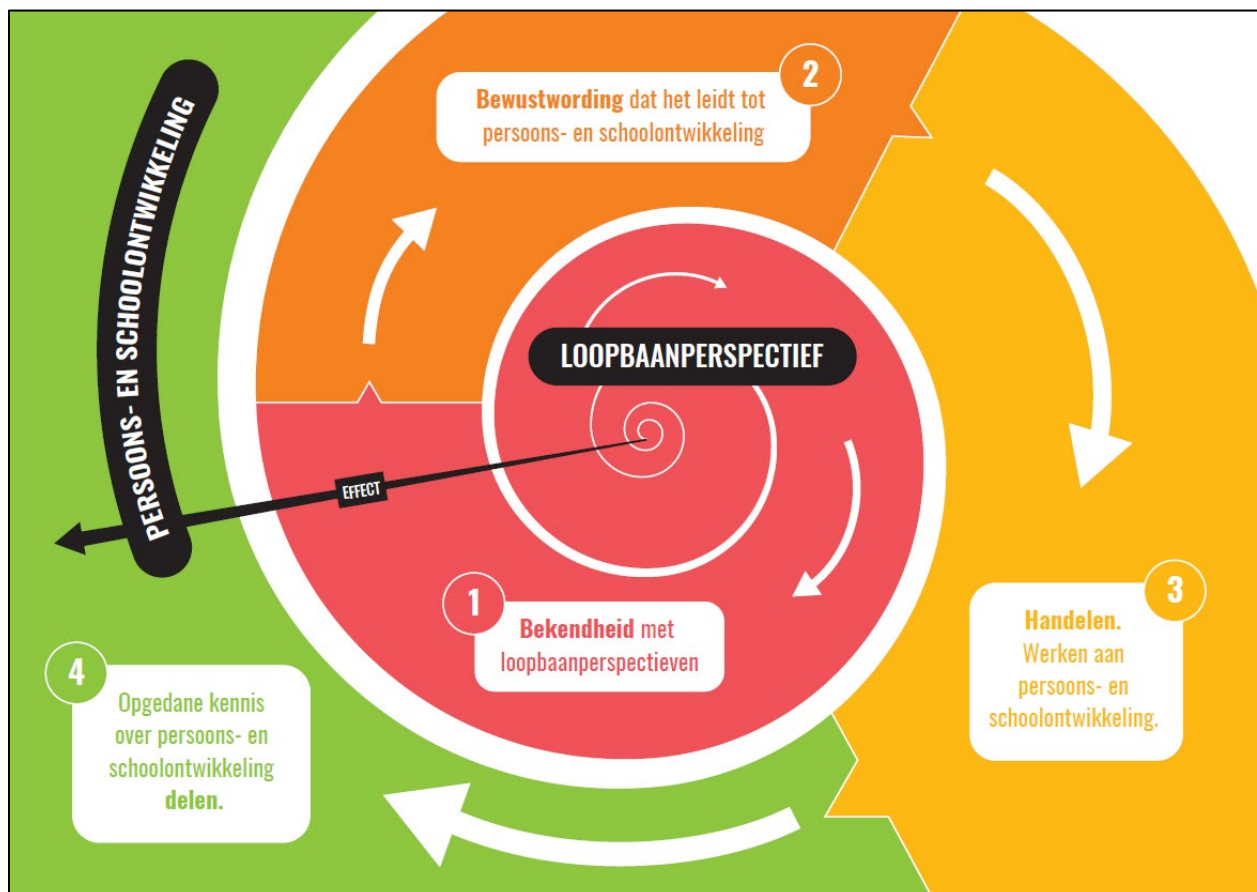 PERSOONS- EN SCHOOLONTWIKKELING
LOOPBAANPERSPECTIEF
EFFECT
1
Bekendheid met
loopbaanperspectieven
2
Bewustwording dat het leidt tot
persoons- en schoolontwikkeling
3
Handelen.
Werken aan
persoons- en
schoolontwikkeling.
4
Opgedane kennis
over persoons- en
schoolontwikkeling
delen.